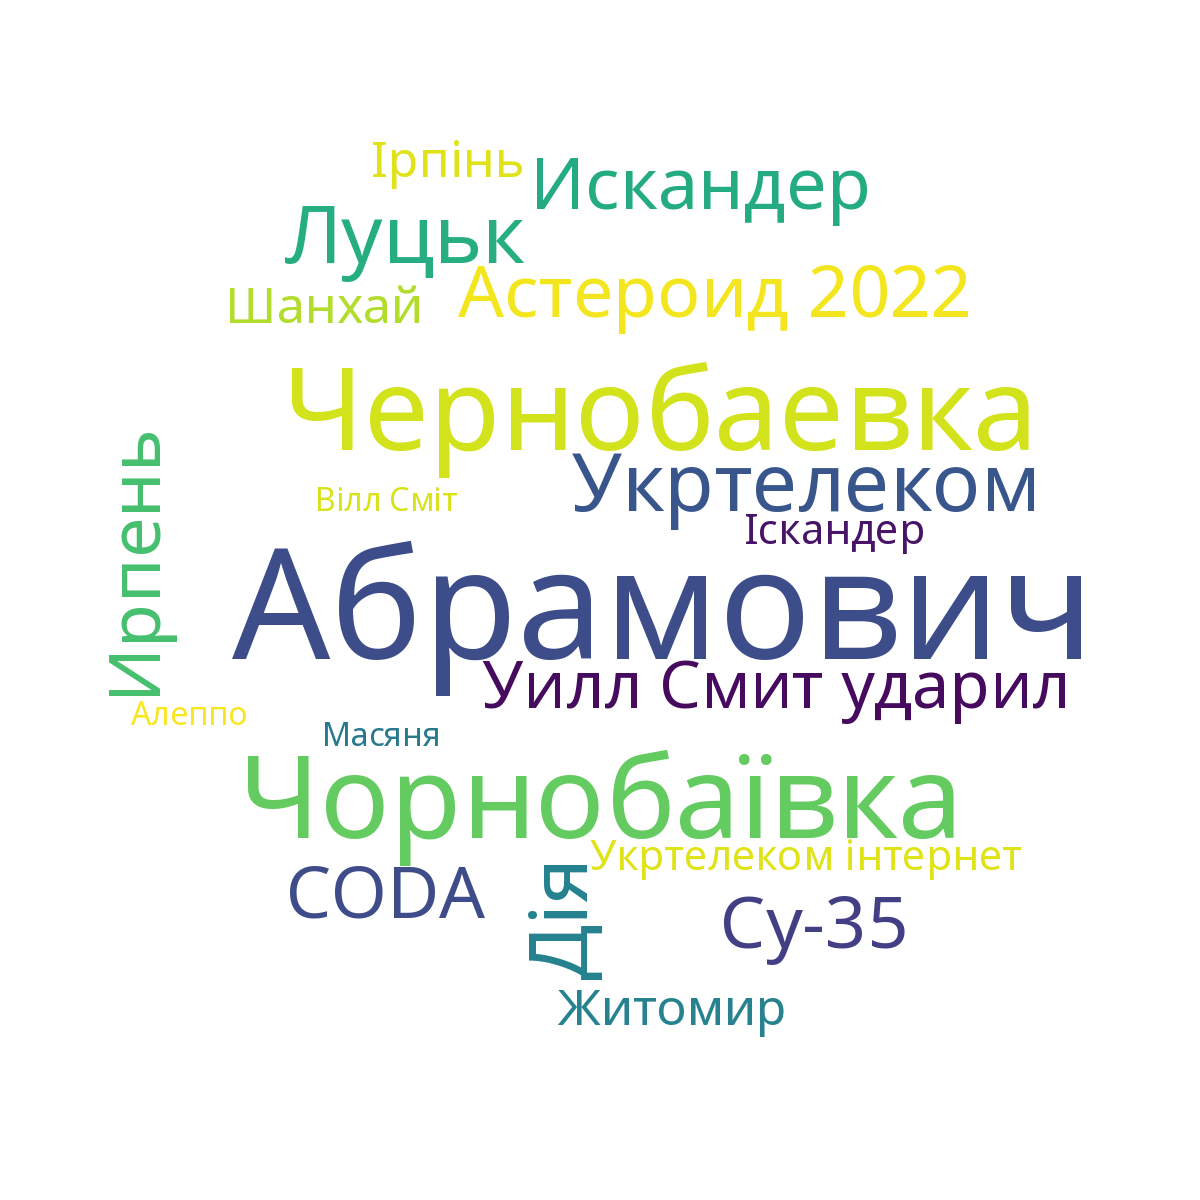 Ірпінь
Искандер
Луцьк
Астероид 2022
Шанхай
Чернобаевка
Укртелеком
Вілл Сміт
Іскандер
Ирпень
Абрамович
Уилл Смит ударил
Алеппо
Масяня
Чорнобаївка
Укртелеком інтернет
CODA
Дія
Су-35
Житомир